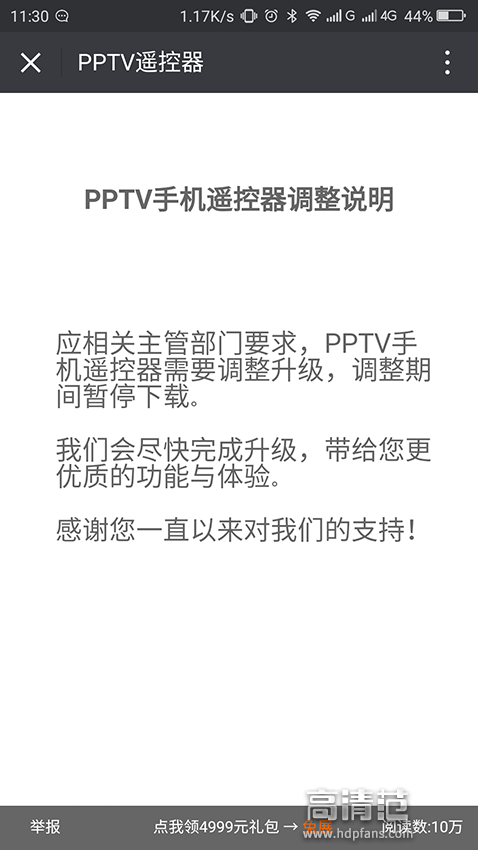 11:30 1.17K/s G 4G 44%
PPTV遥控器
PPTV手机遥控器调整说明
应相关主管部门要求，PPTV手
机遥控器需要调整升级，调整期
间暂停下载。
我们会尽快完成升级，带给您更
优质的功能与体验。
感谢您一直以来对我们的支持！
高清范
举报 点我领4999元礼包→ 阅读数:10万
www.hdpfans.com